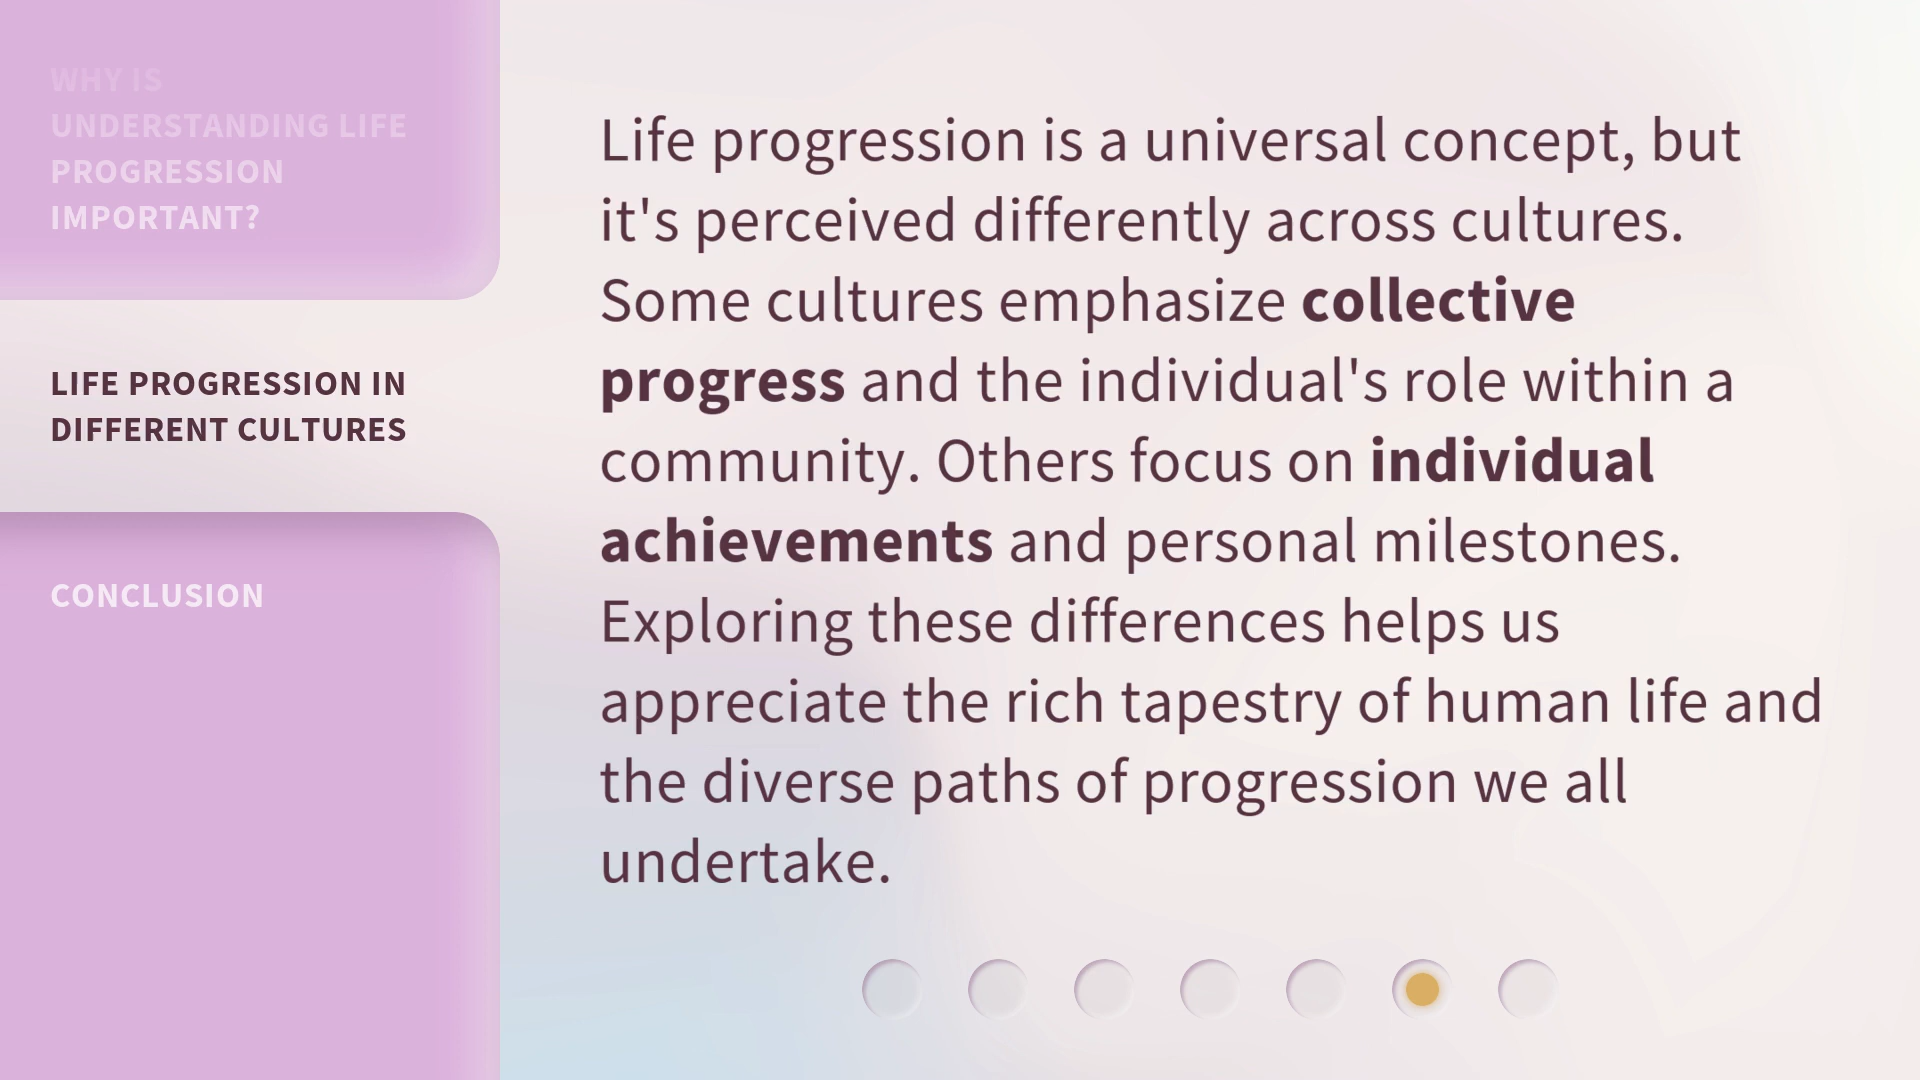 WHY IS
UNDERSTANDING LIFE
PROGRESSION
IMPORTANT?
LIFE PROGRESSION IN
DIFFERENT CULTURES
CONCLUSION
Life progression is a universal concept, but
it's perceived differently across cultures.
Some cultures emphasize collective
progress and the individual's role within a
community. Others focus on individual
achievements and personal milestones.
Exploring these differences helps us
appreciate the rich tapestry of human life and
the diverse paths of progression we all
undertake.